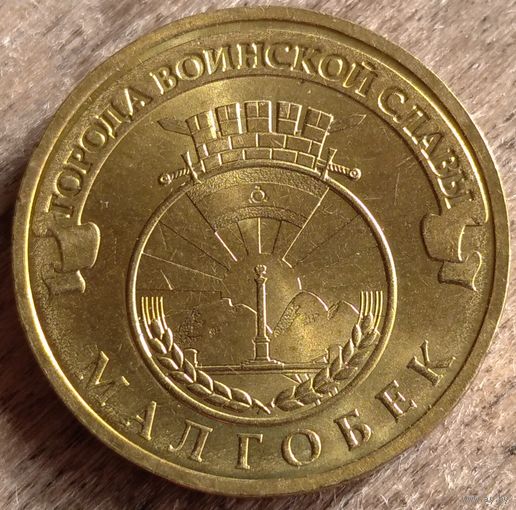 ГОРОДА ВОИНСКОЙ СЛАВЫ
МАЛГОБЕК